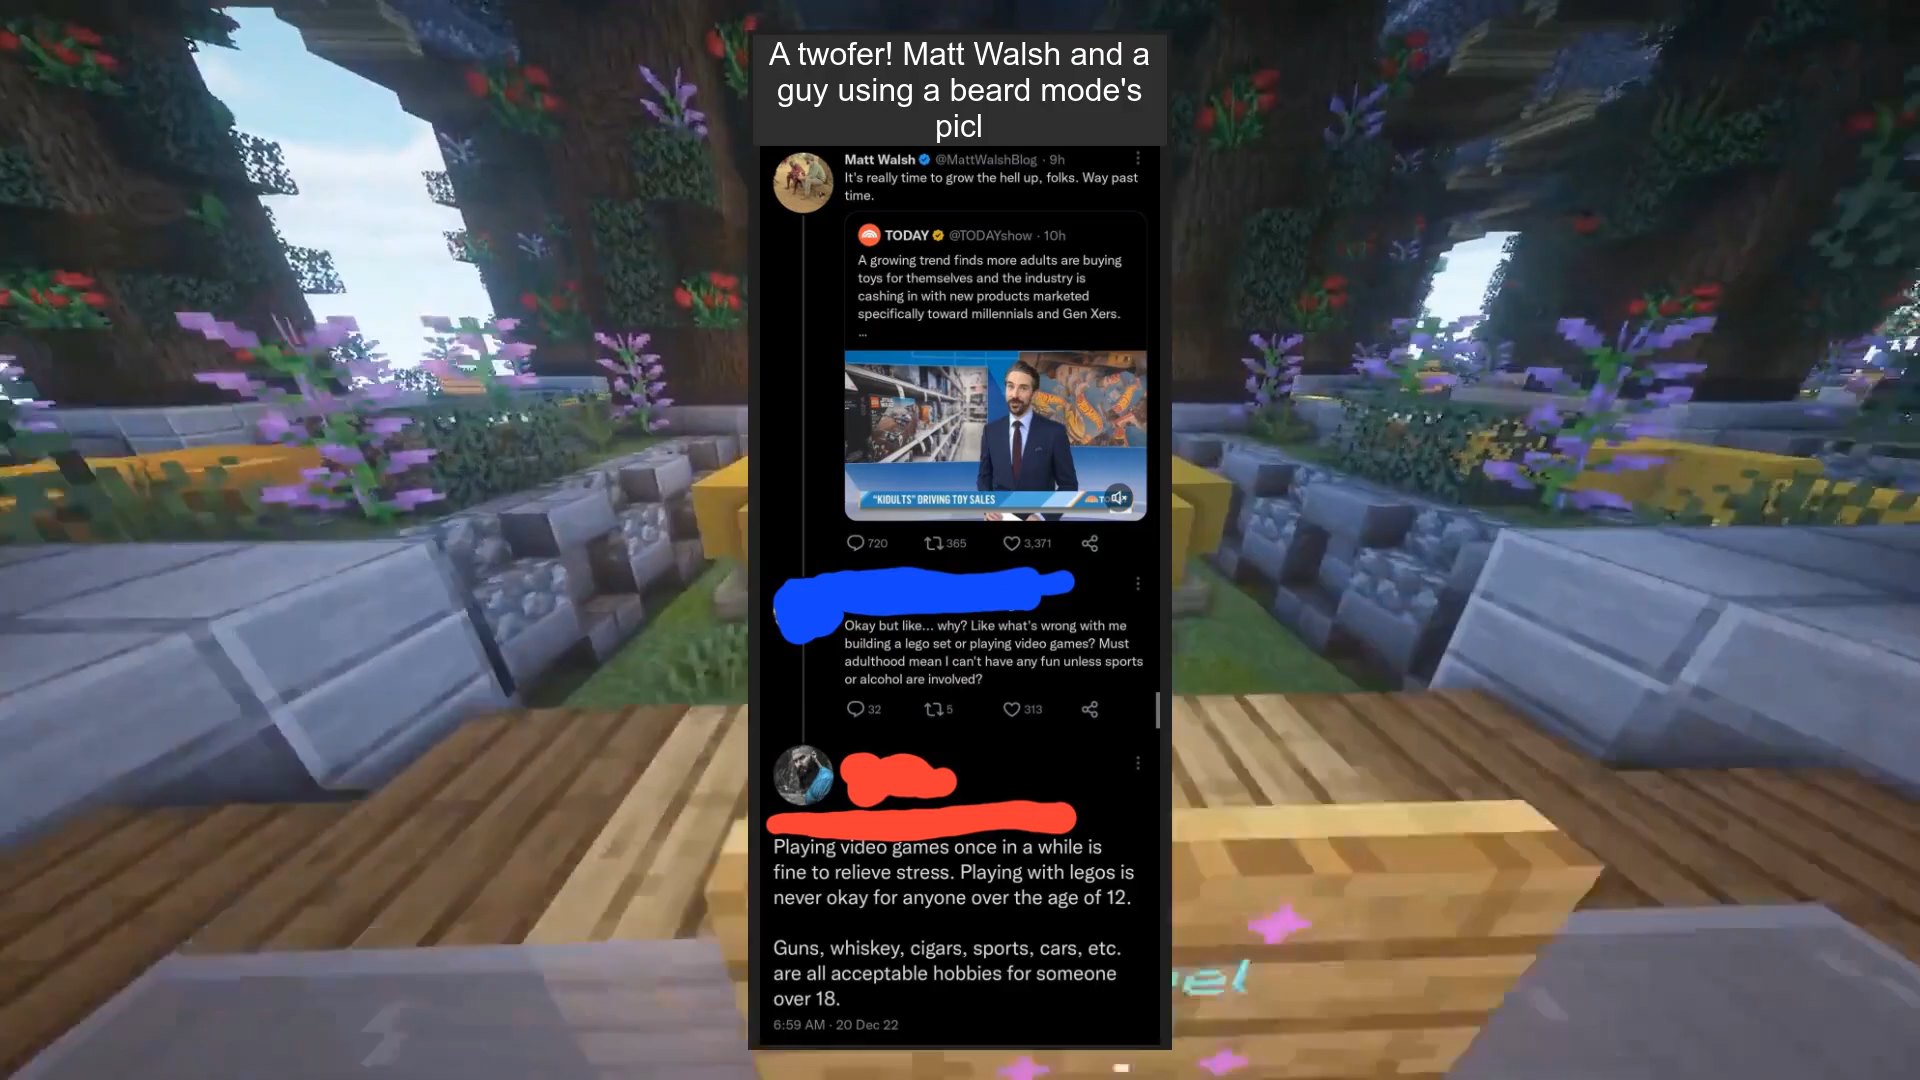 A twofer! Matt Walsh and a
guy using a beard mode's
picl
Matt Walsh @MattWalshBlog · 9h
It's really time to grow the hell up, folks. Way past
time.
TODAY @TODAYshow · 10h
A growing trend finds more adults are buying
toys for themselves and the industry is
cashing in with new products marketed
specifically toward millennials and Gen Xers.
...
"KIDULTS" DRIVING TOY SALES
720 365 3,371
Okay but like... why? Like what's wrong with me
building a lego set or playing video games? Must
adulthood mean I can't have any fun unless sports
or alcohol are involved?
32 5 313
Playing video games once in a while is
fine to relieve stress. Playing with legos is
never okay for anyone over the age of 12.
Guns, whiskey, cigars, sports, cars, etc.
are all acceptable hobbies for someone
over 18.
6:59 AM · 20 Dec 22